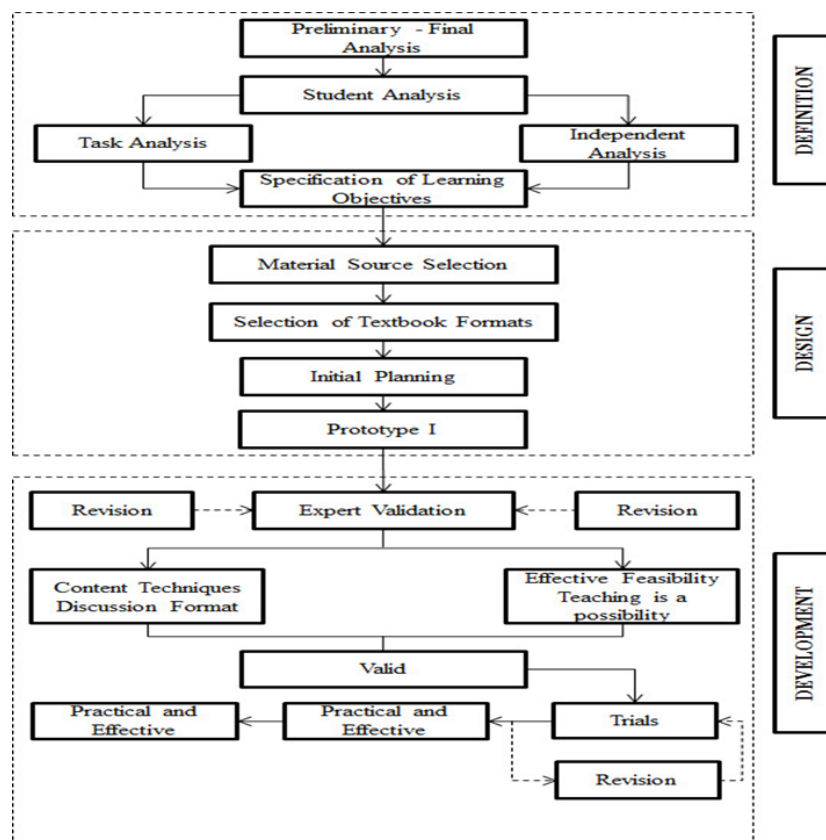 Preliminary - Final
Analysis
Student Analysis
Task Analysis
Independent
Analysis
Specification of Learning
Objectives
DEFINITION
Material Source Selection
Selection of Textbook Formats
Initial Planning
Prototype I
DESIGN
Revision
Expert Validation
Revision
Content Techniques
Discussion Format
Effective Feasibility
Teaching is a
possibility
Valid
Practical and
Effective
Practical and
Effective
Trials
Revision
DEVELOPMENT